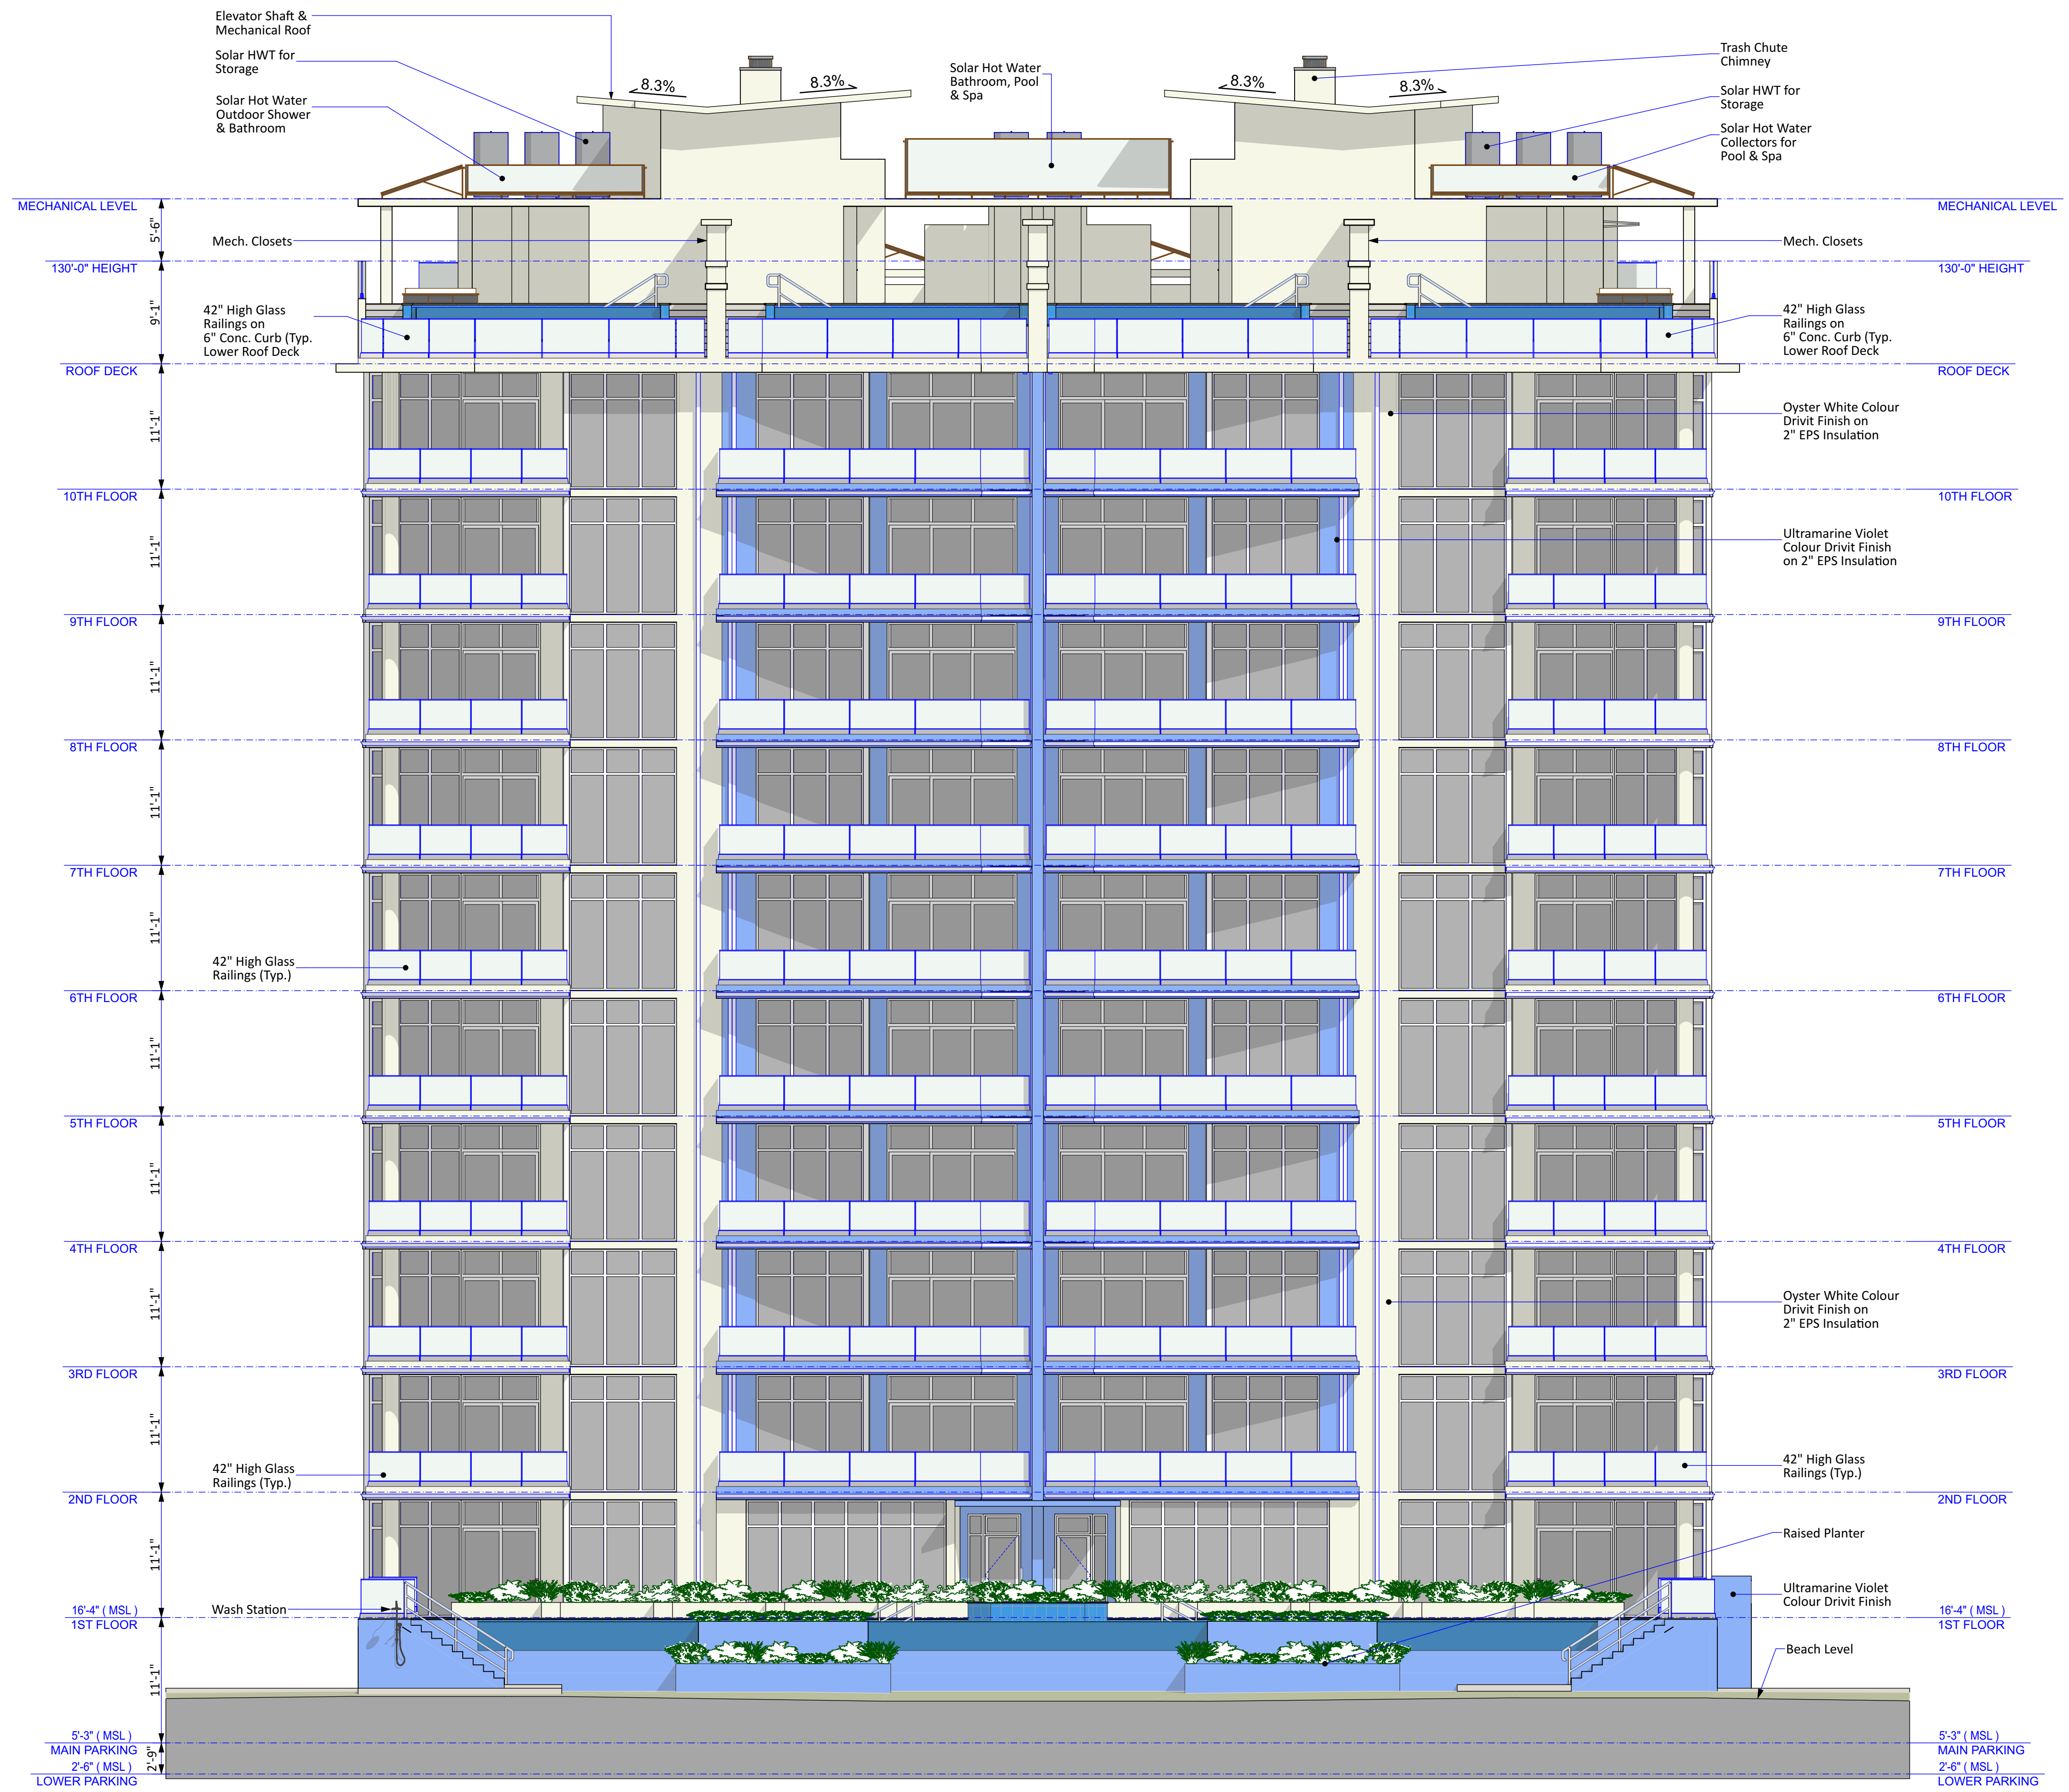 Elevator Shaft &
Mechanical Roof
Solar HWT for
Storage
Solar Hot Water
Outdoor Shower
& Bathroom
8.3%
8.3%
Solar Hot Water
Bathroom, Pool
& Spa
8.3%
8.3%
Trash Chute
Chimney
Solar HWT for
Storage
Solar Hot Water
Collectors for
Pool & Spa
MECHANICAL LEVEL
MECHANICAL LEVEL
5'-6"
Mech. Closets
Mech. Closets
130'-0" HEIGHT
130'-0" HEIGHT
9'-1"
42" High Glass
Railings on
6" Conc. Curb (Typ.
Lower Roof Deck
42" High Glass
Railings on
6" Conc. Curb (Typ.
Lower Roof Deck
ROOF DECK
ROOF DECK
11'-1"
Oyster White Colour
Drivit Finish on
2" EPS Insulation
10TH FLOOR
10TH FLOOR
11'-1"
Ultramarine Violet
Colour Drivit Finish
on 2" EPS Insulation
9TH FLOOR
9TH FLOOR
11'-1"
8TH FLOOR
8TH FLOOR
11'-1"
7TH FLOOR
7TH FLOOR
11'-1"
42" High Glass
Railings (Typ.)
6TH FLOOR
6TH FLOOR
11'-1"
5TH FLOOR
5TH FLOOR
11'-1"
4TH FLOOR
4TH FLOOR
11'-1"
Oyster White Colour
Drivit Finish on
2" EPS Insulation
3RD FLOOR
3RD FLOOR
11'-1"
42" High Glass
Railings (Typ.)
42" High Glass
Railings (Typ.)
2ND FLOOR
2ND FLOOR
11'-1"
Raised Planter
Ultramarine Violet
Colour Drivit Finish
Wash Station
16'-4" ( MSL )
1ST FLOOR
16'-4" ( MSL )
1ST FLOOR
11'-1"
Beach Level
5'-3" ( MSL )
MAIN PARKING
5'-3" ( MSL )
MAIN PARKING
2'-9"
2'-6" ( MSL )
LOWER PARKING
2'-6" ( MSL )
LOWER PARKING